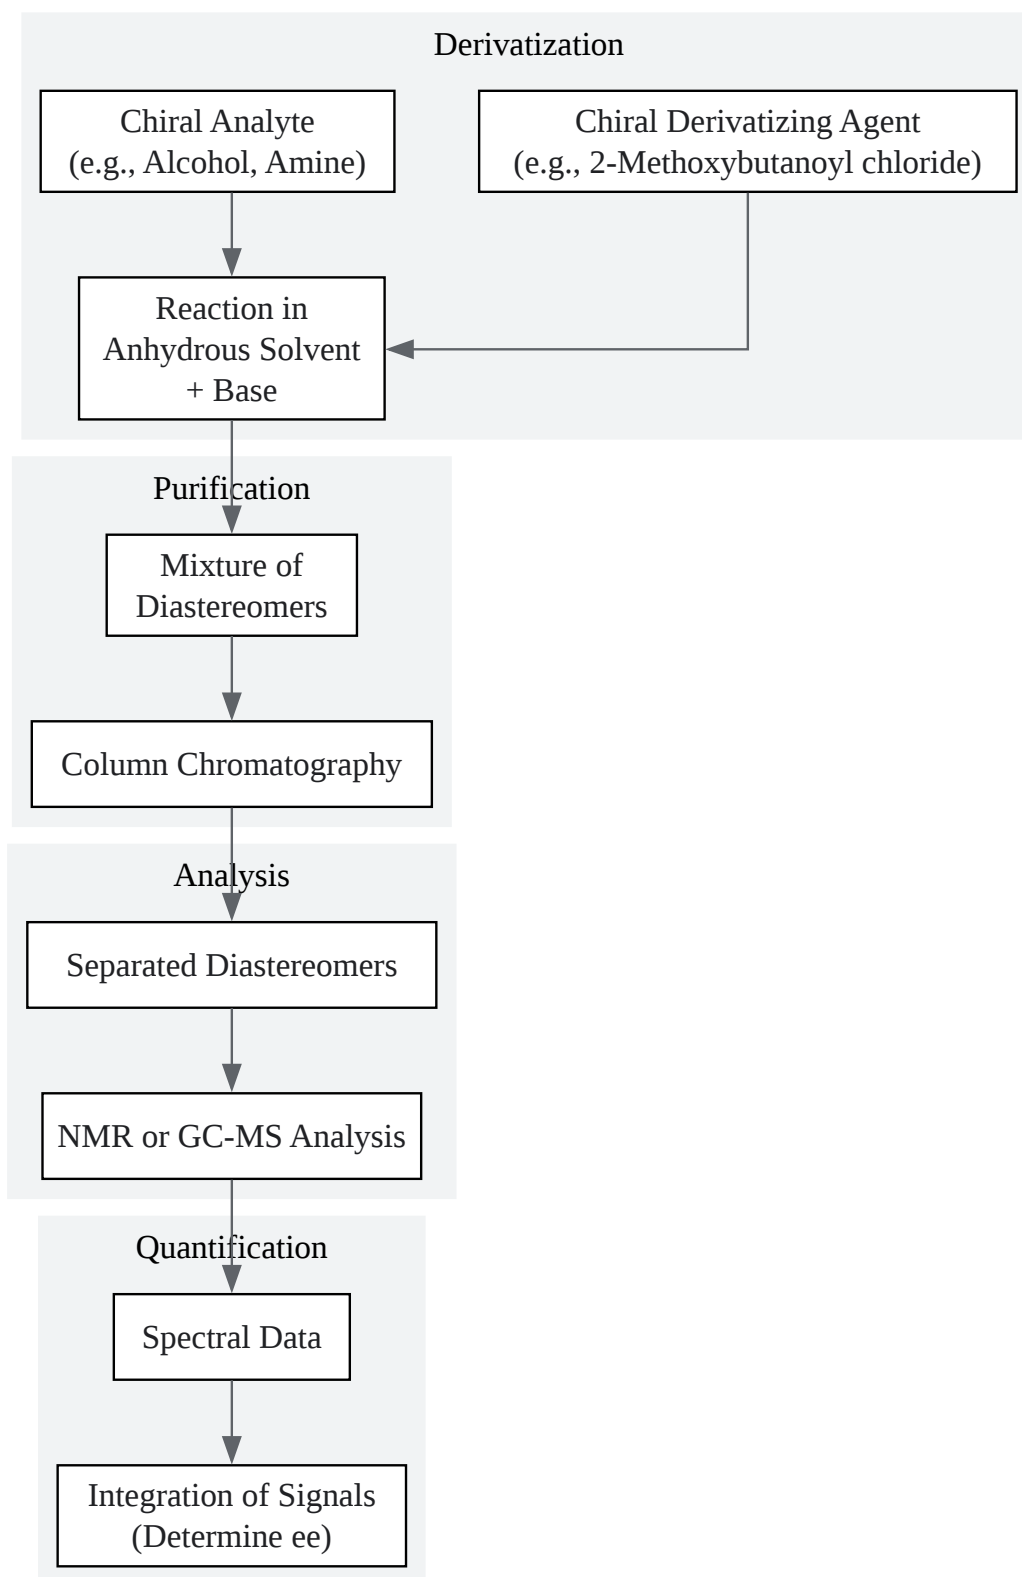 Derivatization
Chiral Analyte
(e.g., Alcohol, Amine)
Chiral Derivatizing Agent
(e.g., 2-Methoxybutanoyl chloride)
Reaction in
Anhydrous Solvent
+ Base
Purification
Mixture of
Diastereomers
Column Chromatography
Analysis
Separated Diastereomers
NMR or GC-MS Analysis
Quantification
Spectral Data
Integration of Signals
(Determine ee)